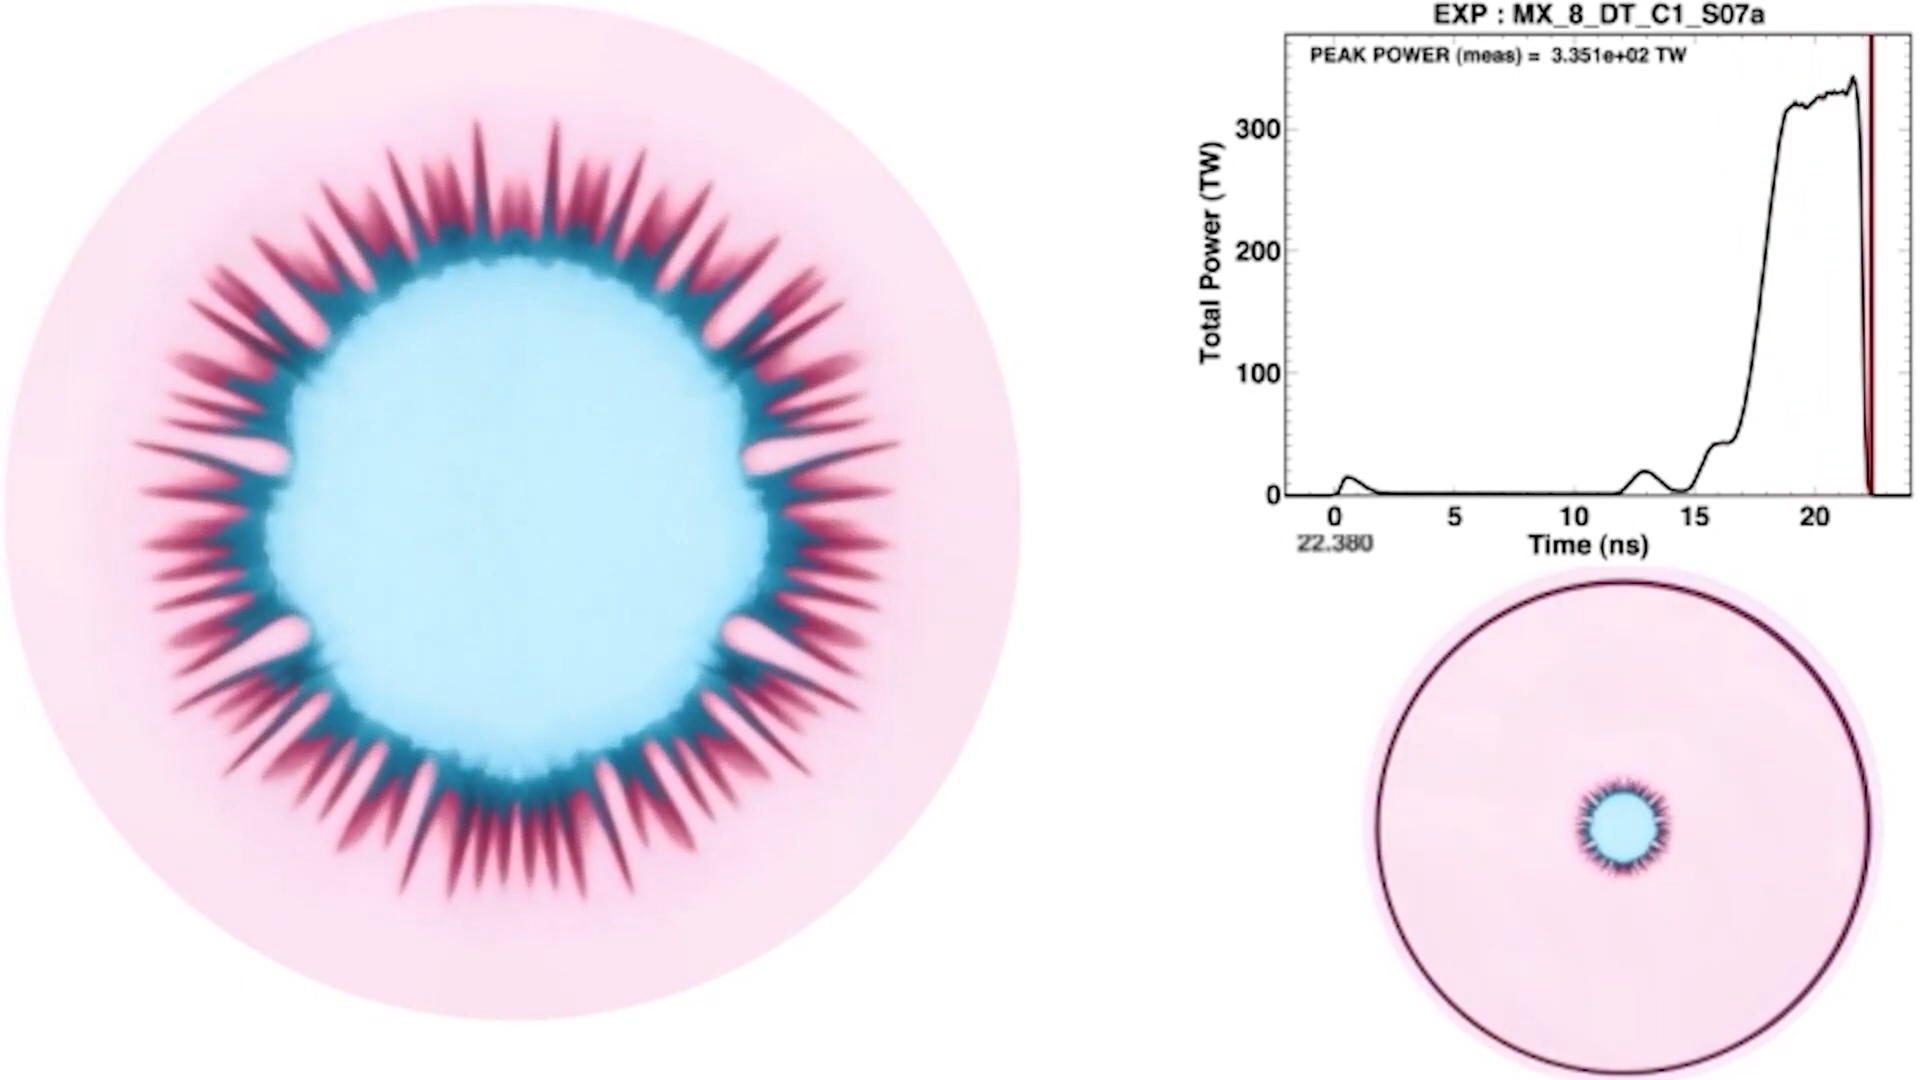 EXP : MX_8_DT_C1_S07a
PEAK POWER (meas) = 3.351e+02 TW
Total Power (TW)
300
200
100
0
0 5 10 15 20
22.380
Time (ns)